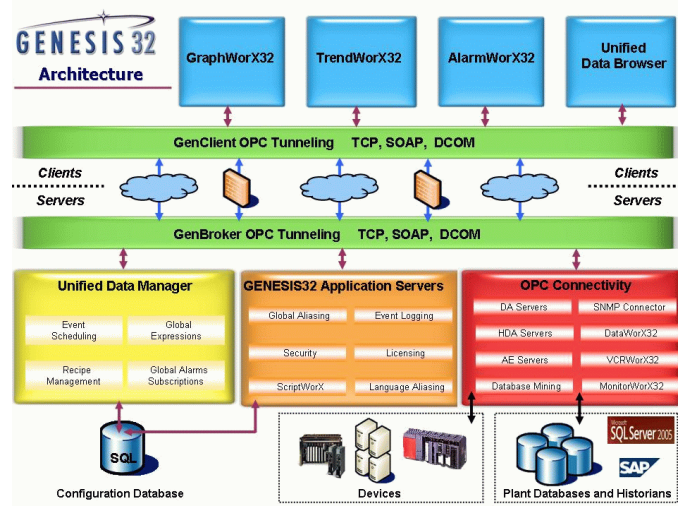 GENESIS 32
Architecture
GraphWorX32
TrendWorX32
AlarmWorX32
Unified
Data Browser
GenClient OPC Tunneling TCP, SOAP, DCOM
Clients
Servers
Clients
Servers
GenBroker OPC Tunneling TCP, SOAP, DCOM
Unified Data Manager
Event
Scheduling
Global
Expressions
Recipe
Management
Global Alarms
Subscriptions
GENESIS32 Application Servers
Global Aliasing
Event Logging
Security
Licensing
ScriptWorX
Language Aliasing
OPC Connectivity
DA Servers
SNMP Connector
HDA Servers
DataWorX32
AE Servers
VCRWorX32
Database Mining
MonitorWorX32
SQL
Configuration Database
Devices
Microsoft
SQL Server 2005
SAP
Plant Databases and Historians